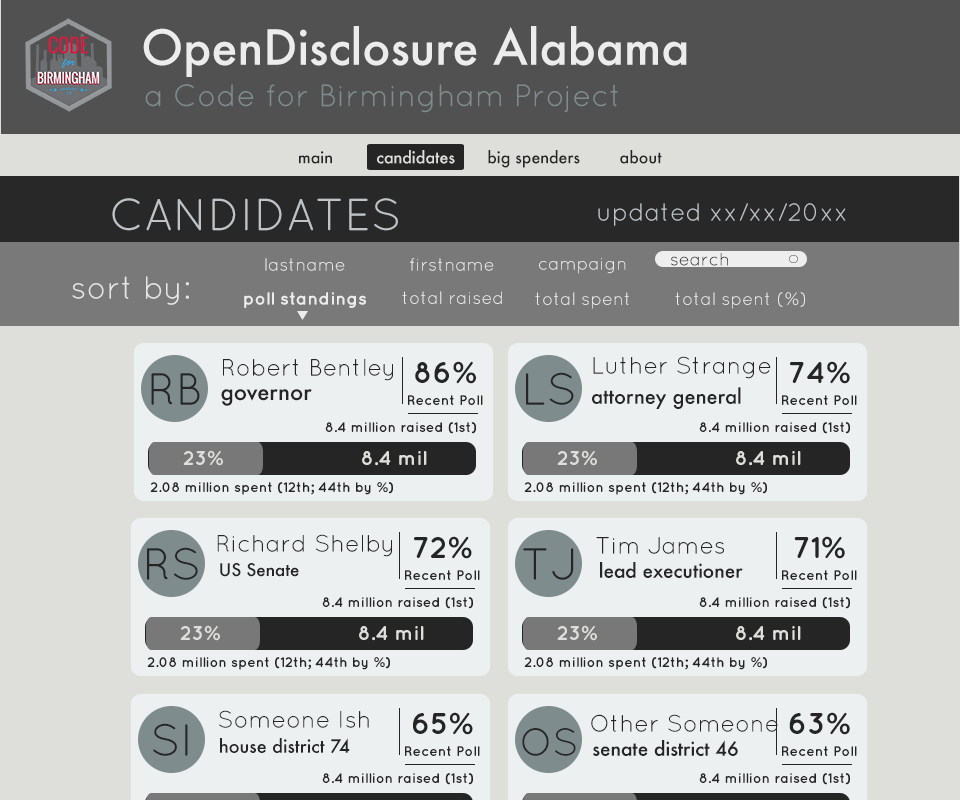 CODE
for
BIRMINGHAM
OpenDisclosure Alabama
a Code for Birmingham Project
main candidates big spenders about
CANDIDATES updated xx/xx/20xx
sort by:
lastname firstname campaign search
poll standings total raised total spent total spent (%)
RB
Robert Bentley
governor
86%
Recent Poll
8.4 million raised (1st)
23% 8.4 mil
2.08 million spent (12th; 44th by %)
LS
Luther Strange
attorney general
74%
Recent Poll
8.4 million raised (1st)
23% 8.4 mil
2.08 million spent (12th; 44th by %)
RS
Richard Shelby
US Senate
72%
Recent Poll
8.4 million raised (1st)
23% 8.4 mil
2.08 million spent (12th; 44th by %)
TJ
Tim James
lead executioner
71%
Recent Poll
8.4 million raised (1st)
23% 8.4 mil
2.08 million spent (12th; 44th by %)
SI
Someone Ish
house district 74
65%
Recent Poll
8.4 million raised (1st)
OS
Other Someone
senate district 46
63%
Recent Poll
8.4 million raised (1st)